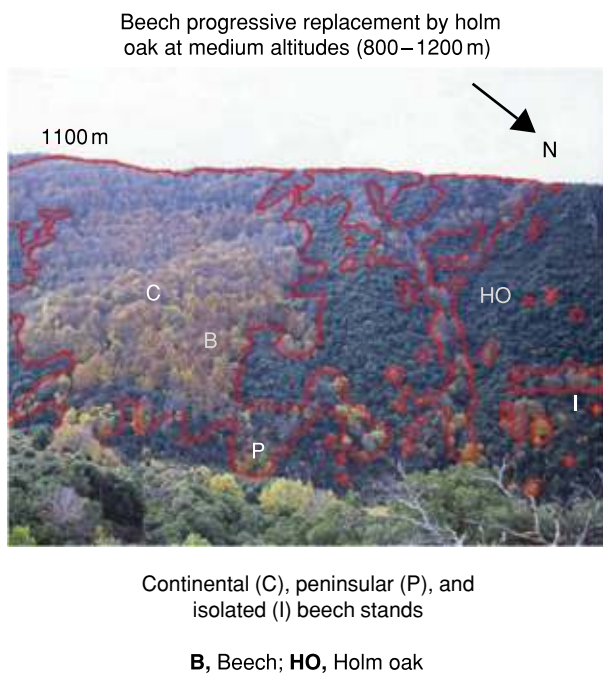 Beech progressive replacement by holm
oak at medium altitudes (800–1200 m)
1100 m
N
C
HO
B
I
P
Continental (C), peninsular (P), and
isolated (I) beech stands
B, Beech; HO, Holm oak